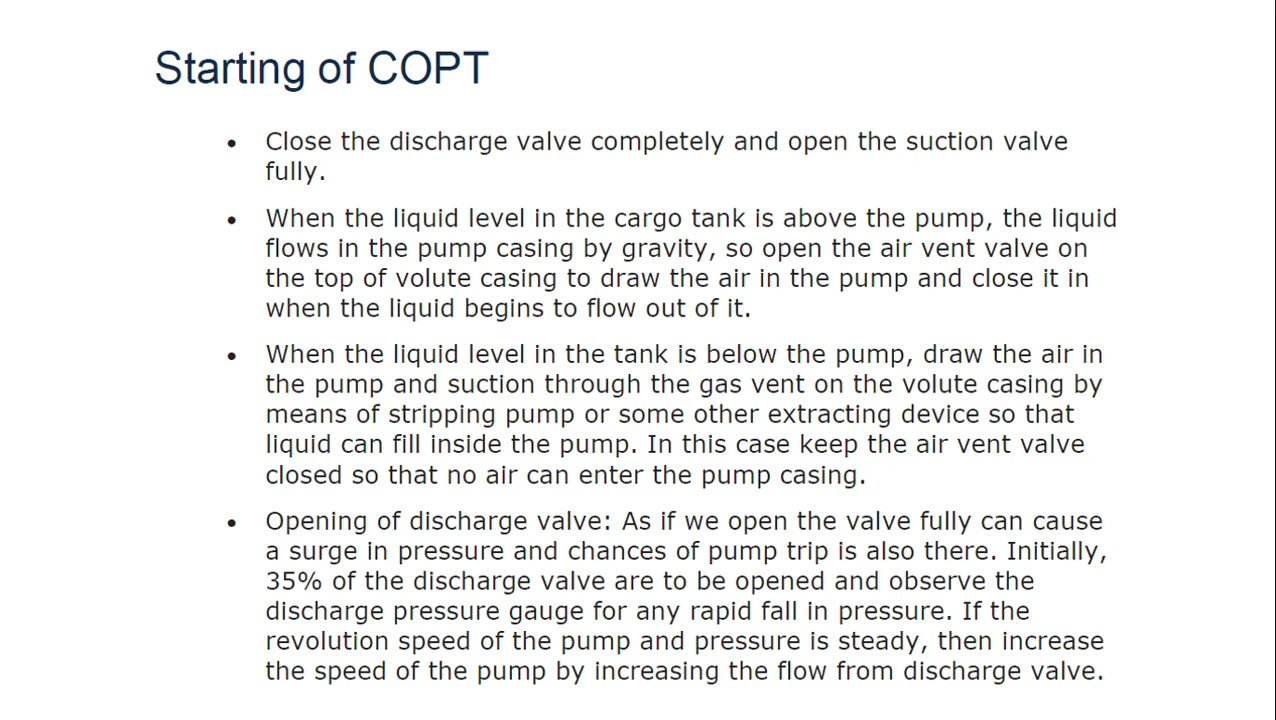 Starting of COPT
• Close the discharge valve completely and open the suction valve
fully.
• When the liquid level in the cargo tank is above the pump, the liquid
flows in the pump casing by gravity, so open the air vent valve on
the top of volute casing to draw the air in the pump and close it in
when the liquid begins to flow out of it.
• When the liquid level in the tank is below the pump, draw the air in
the pump and suction through the gas vent on the volute casing by
means of stripping pump or some other extracting device so that
liquid can fill inside the pump. In this case keep the air vent valve
closed so that no air can enter the pump casing.
• Opening of discharge valve: As if we open the valve fully can cause
a surge in pressure and chances of pump trip is also there. Initially,
35% of the discharge valve are to be opened and observe the
discharge pressure gauge for any rapid fall in pressure. If the
revolution speed of the pump and pressure is steady, then increase
the speed of the pump by increasing the flow from discharge valve.